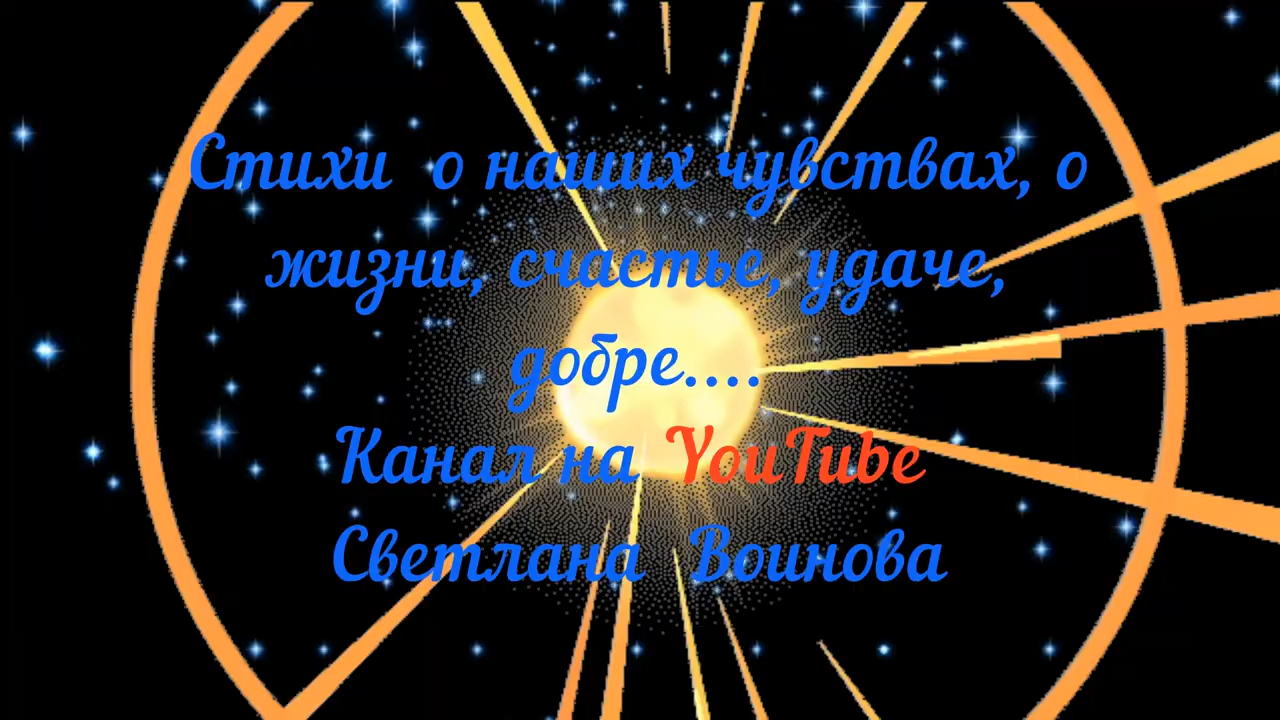 Стихи о наших чувствах, о
жизни, счастье, удаче,
добре....
Канал на YouTube
Светлана Воинова